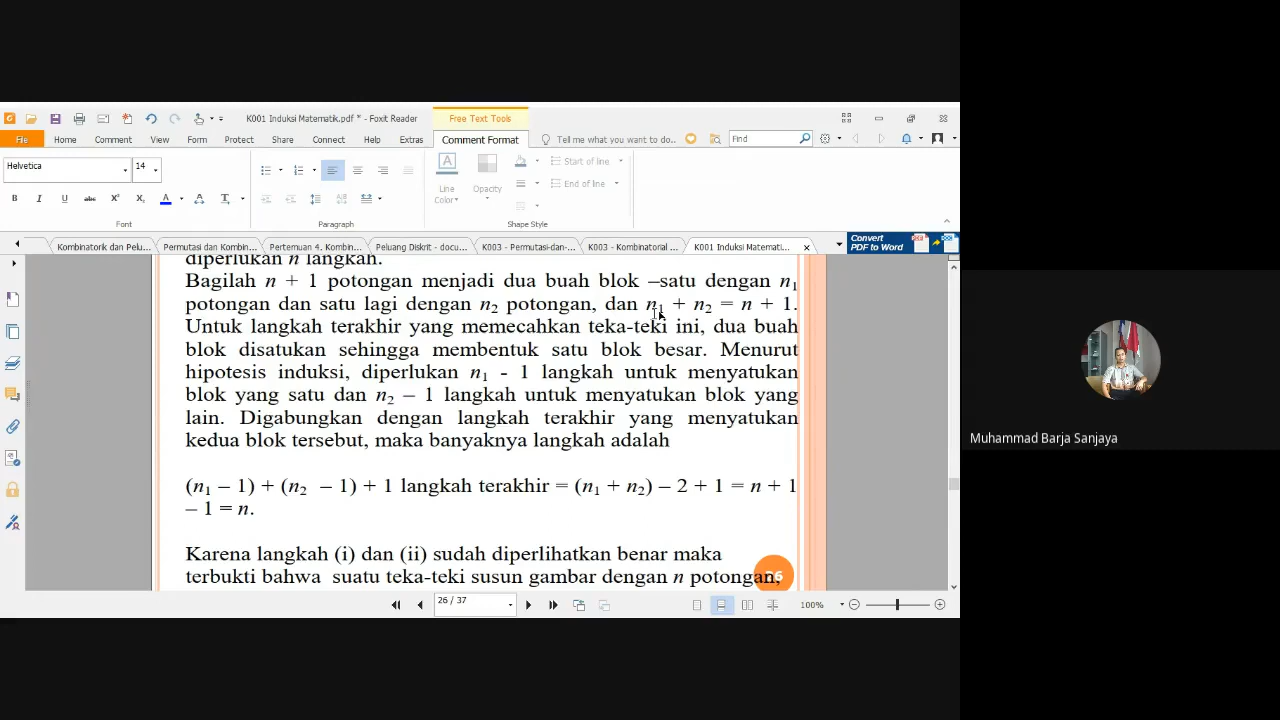 K001 Induksi Matematik.pdf * - Foxit Reader
Free Text Tools
File Home Comment View Form Protect Share Connect Help Extras Comment Format Tell me what you want to do.. Find
Helvetica 14
Line Color
Opacity
Start of line
End of line
Font Paragraph Shape Style
Kombinatorik dan Pelu... Permutasi dan Kombin... Pertemuan 4. Kombin... Peluang Diskrit - docu... K003 - Permutasi-dan-... K003 - Kombinatorial ... K001 Induksi Matemati...
Convert
PDF to Word
diperlukan n langkah.
Bagilah n + 1 potongan menjadi dua buah blok –satu dengan n₁
potongan dan satu lagi dengan n₂ potongan, dan n₁ + n₂ = n + 1.
Untuk langkah terakhir yang memecahkan teka-teki ini, dua buah
blok disatukan sehingga membentuk satu blok besar. Menurut
hipotesis induksi, diperlukan n₁ - 1 langkah untuk menyatukan
blok yang satu dan n₂ – 1 langkah untuk menyatukan blok yang
lain. Digabungkan dengan langkah terakhir yang menyatukan
kedua blok tersebut, maka banyaknya langkah adalah
(n₁ – 1) + (n₂ – 1) + 1 langkah terakhir = (n₁ + n₂) – 2 + 1 = n + 1
– 1 = n.
Karena langkah (i) dan (ii) sudah diperlihatkan benar maka
terbukti bahwa suatu teka-teki susun gambar dengan n potongan,
26 / 37
100%
Muhammad Barja Sanjaya